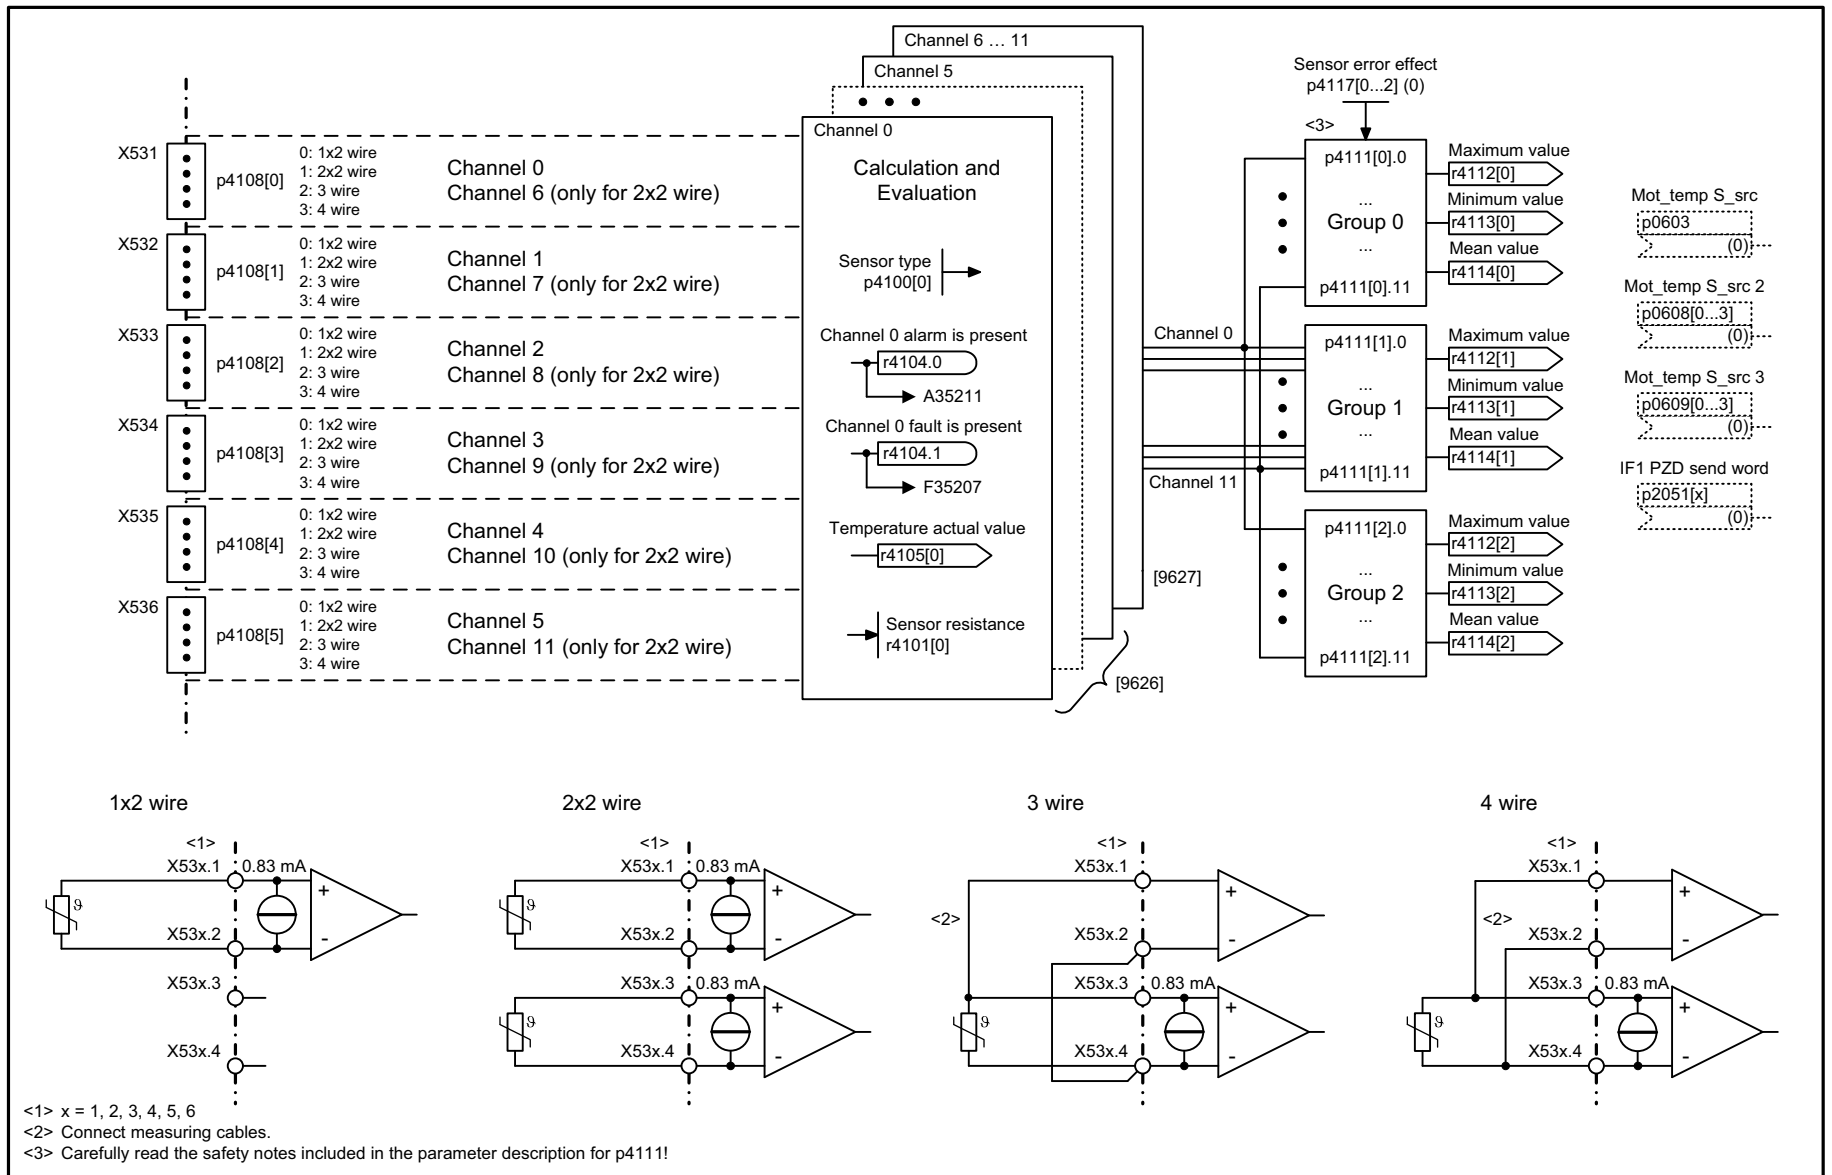 Channel 6 ... 11
Channel 5
Channel 0
Calculation and
Evaluation
Sensor type
p4100[0]
Channel 0 alarm is present
r4104.0
A35211
Channel 0 fault is present
r4104.1
F35207
Temperature actual value
r4105[0]
Sensor resistance
r4101[0]
[9627]
[9626]
X531
p4108[0]
0: 1x2 wire
1: 2x2 wire
2: 3 wire
3: 4 wire
Channel 0
Channel 6 (only for 2x2 wire)
X532
p4108[1]
0: 1x2 wire
1: 2x2 wire
2: 3 wire
3: 4 wire
Channel 1
Channel 7 (only for 2x2 wire)
X533
p4108[2]
0: 1x2 wire
1: 2x2 wire
2: 3 wire
3: 4 wire
Channel 2
Channel 8 (only for 2x2 wire)
X534
p4108[3]
0: 1x2 wire
1: 2x2 wire
2: 3 wire
3: 4 wire
Channel 3
Channel 9 (only for 2x2 wire)
X535
p4108[4]
0: 1x2 wire
1: 2x2 wire
2: 3 wire
3: 4 wire
Channel 4
Channel 10 (only for 2x2 wire)
X536
p4108[5]
0: 1x2 wire
1: 2x2 wire
2: 3 wire
3: 4 wire
Channel 5
Channel 11 (only for 2x2 wire)
Channel 0
Channel 11
Sensor error effect
p4117[0...2] (0)
<3>
p4111[0].0
...
Group 0
...
p4111[0].11
Maximum value
r4112[0]
Minimum value
r4113[0]
Mean value
r4114[0]
p4111[1].0
...
Group 1
...
p4111[1].11
Maximum value
r4112[1]
Minimum value
r4113[1]
Mean value
r4114[1]
p4111[2].0
...
Group 2
...
p4111[2].11
Maximum value
r4112[2]
Minimum value
r4113[2]
Mean value
r4114[2]
Mot_temp S_src
p0603
(0)
Mot_temp S_src 2
p0608[0...3]
(0)
Mot_temp S_src 3
p0609[0...3]
(0)
IF1 PZD send word
p2051[x]
(0)
1x2 wire
<1>
X53x.1
0.83 mA
+
ϑ
X53x.2
-
X53x.3
X53x.4
2x2 wire
<1>
X53x.1
0.83 mA
+
ϑ
X53x.2
-
X53x.3
0.83 mA
+
ϑ
X53x.4
-
3 wire
<1>
X53x.1
+
<2>
X53x.2
-
X53x.3
0.83 mA
+
ϑ
X53x.4
-
4 wire
<1>
X53x.1
+
<2>
X53x.2
-
X53x.3
0.83 mA
+
ϑ
X53x.4
-
<1> x = 1, 2, 3, 4, 5, 6
<2> Connect measuring cables.
<3> Carefully read the safety notes included in the parameter description for p4111!